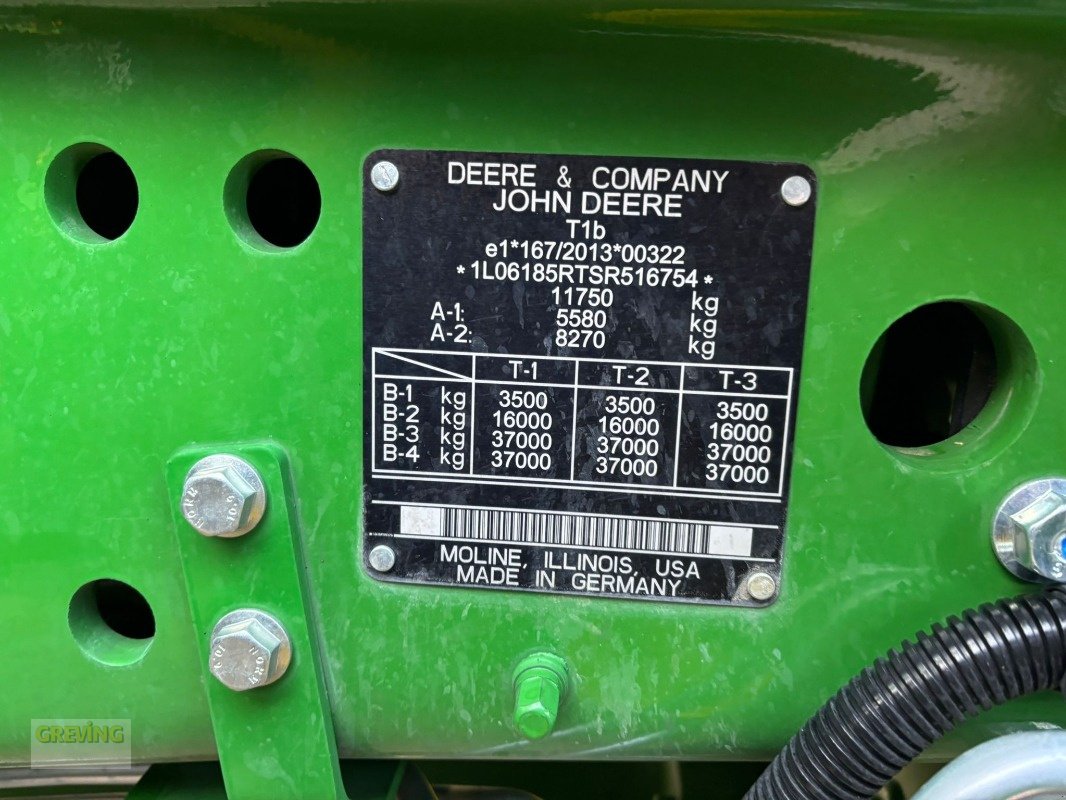 DEERE & COMPANY
JOHN DEERE
T1b
e1*167/2013*00322
*1L06185RTSR516754*
11750 kg
A-1: 5580 kg
A-2: 8270 kg
T-1 T-2 T-3
B-1 kg 3500 3500 3500
B-2 kg 16000 16000 16000
B-3 kg 37000 37000 37000
B-4 kg 37000 37000 37000
MOLINE, ILLINOIS, USA
MADE IN GERMANY
GREVING